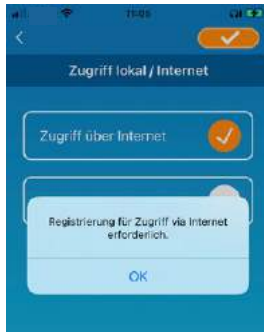 Zugriff lokal / Internet
Zugriff über Internet
Registrierung für Zugriff via Internet
erforderlich.
OK